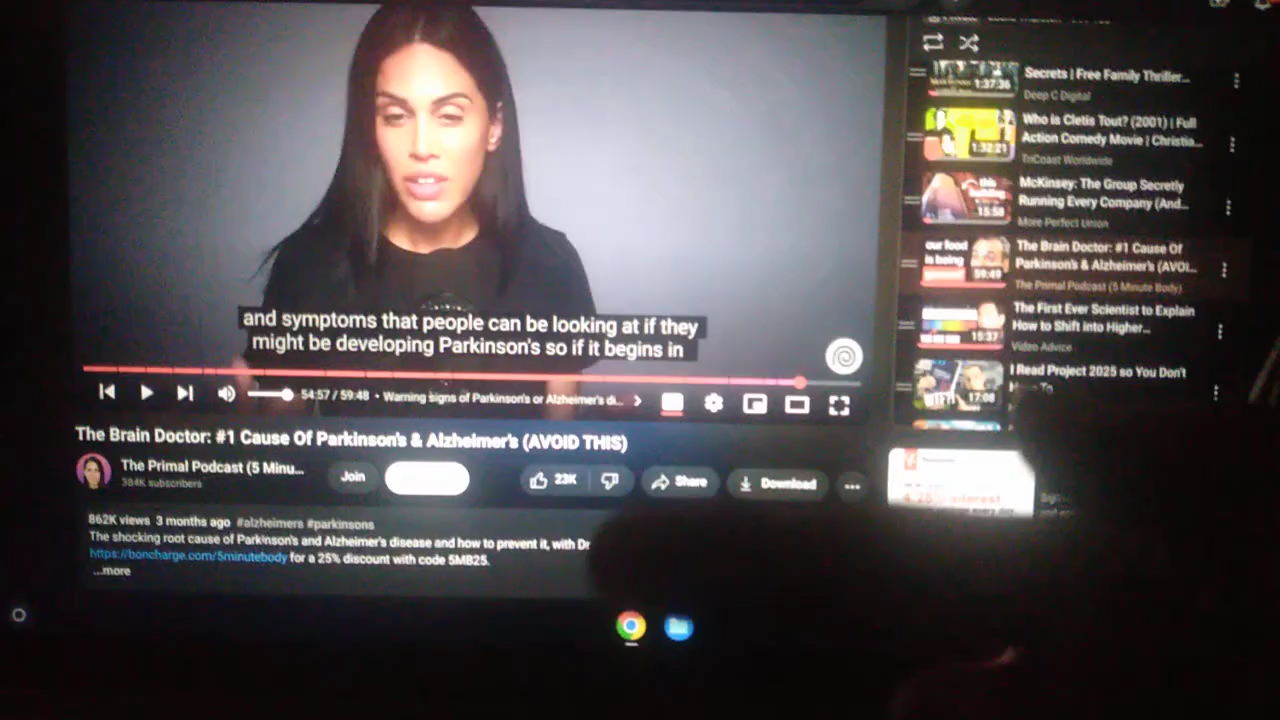 and symptoms that people can be looking at if they
might be developing Parkinson's so if it begins in
54:57 / 59:48 • Warning signs of Parkinson's or Alzheimer's di...
The Brain Doctor: #1 Cause Of Parkinson's & Alzheimer's (AVOID THIS)
The Primal Podcast (5 Minu...
384K subscribers
Join
23K
Share
Download
862K views 3 months ago #alzheimers #parkinsons
The shocking root cause of Parkinson's and Alzheimer's disease and how to prevent it, with Dr
https://boncharge.com/5minutebody for a 25% discount with code 5MB25.
...more
1:37:36
Secrets | Free Family Thriller...
Deep C Digital
1:32:21
Who is Cletis Tout? (2001) | Full
Action Comedy Movie | Christia...
TriCoast Worldwide
this
15:58
McKinsey: The Group Secretly
Running Every Company (And...
More Perfect Union
our food
is being
59:49
The Brain Doctor: #1 Cause Of
Parkinson's & Alzheimer's (AVOI...
The Primal Podcast (5 Minute Body)
15:37
The First Ever Scientist to Explain
How to Shift into Higher...
Video Advice
17:08
I Read Project 2025 so You Don't
To
interest